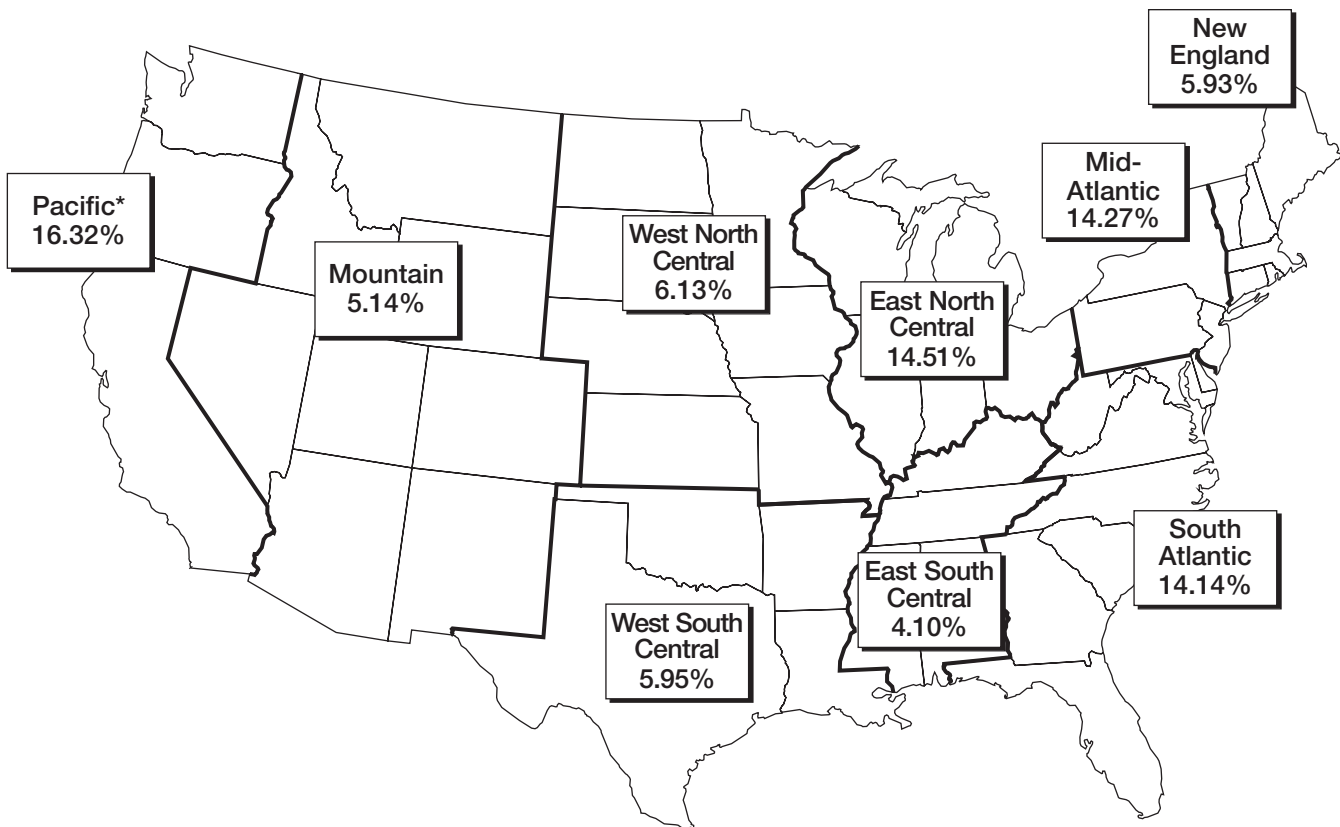 New
England
5.93%
Mid-
Atlantic
14.27%
Pacific*
16.32%
West North
Central
6.13%
Mountain
5.14%
East North
Central
14.51%
South
Atlantic
14.14%
East South
Central
4.10%
West South
Central
5.95%